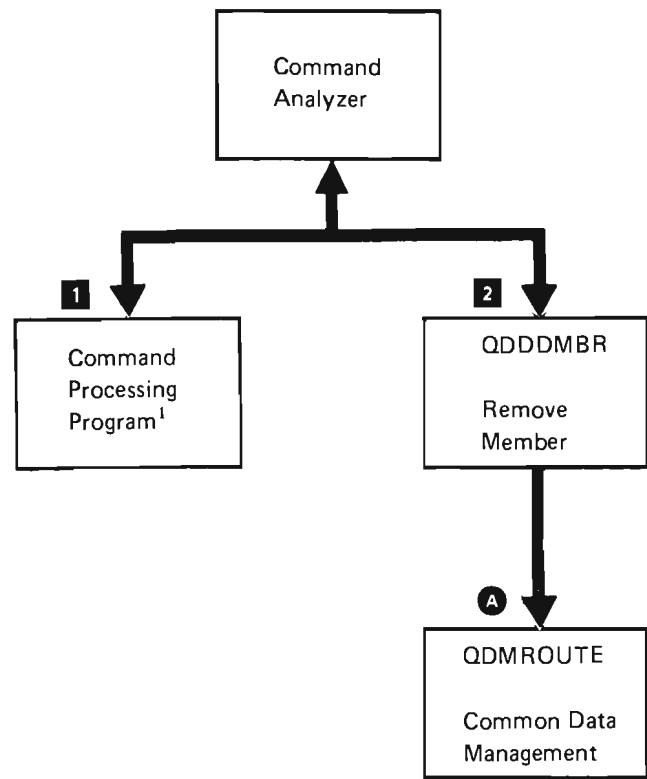 Command
Analyzer
1
2
Command
Processing
Program¹
QDDDMBR
Remove
Member
A
QDMROUTE
Common Data
Management